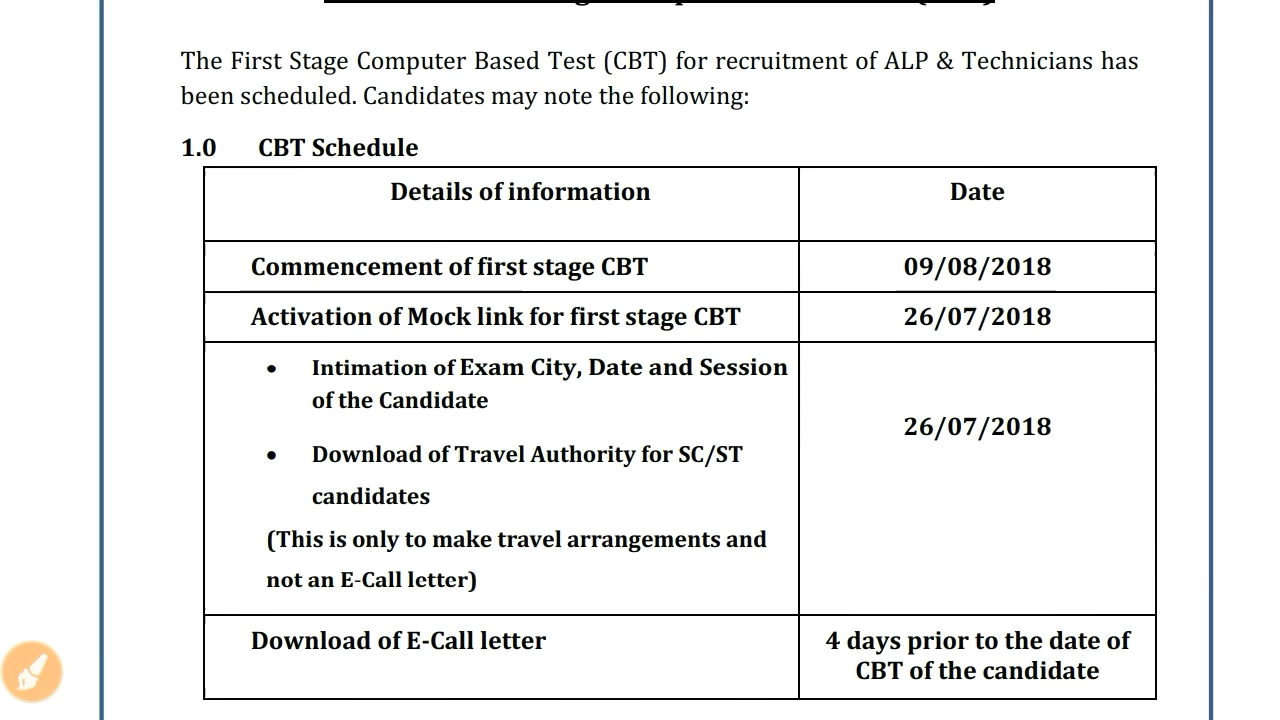 The First Stage Computer Based Test (CBT) for recruitment of ALP & Technicians has
been scheduled. Candidates may note the following:
1.0 CBT Schedule
Details of information Date
Commencement of first stage CBT 09/08/2018
Activation of Mock link for first stage CBT 26/07/2018
• Intimation of Exam City, Date and Session
of the Candidate
26/07/2018
• Download of Travel Authority for SC/ST
candidates
(This is only to make travel arrangements and
not an E-Call letter)
Download of E-Call letter 4 days prior to the date of
CBT of the candidate